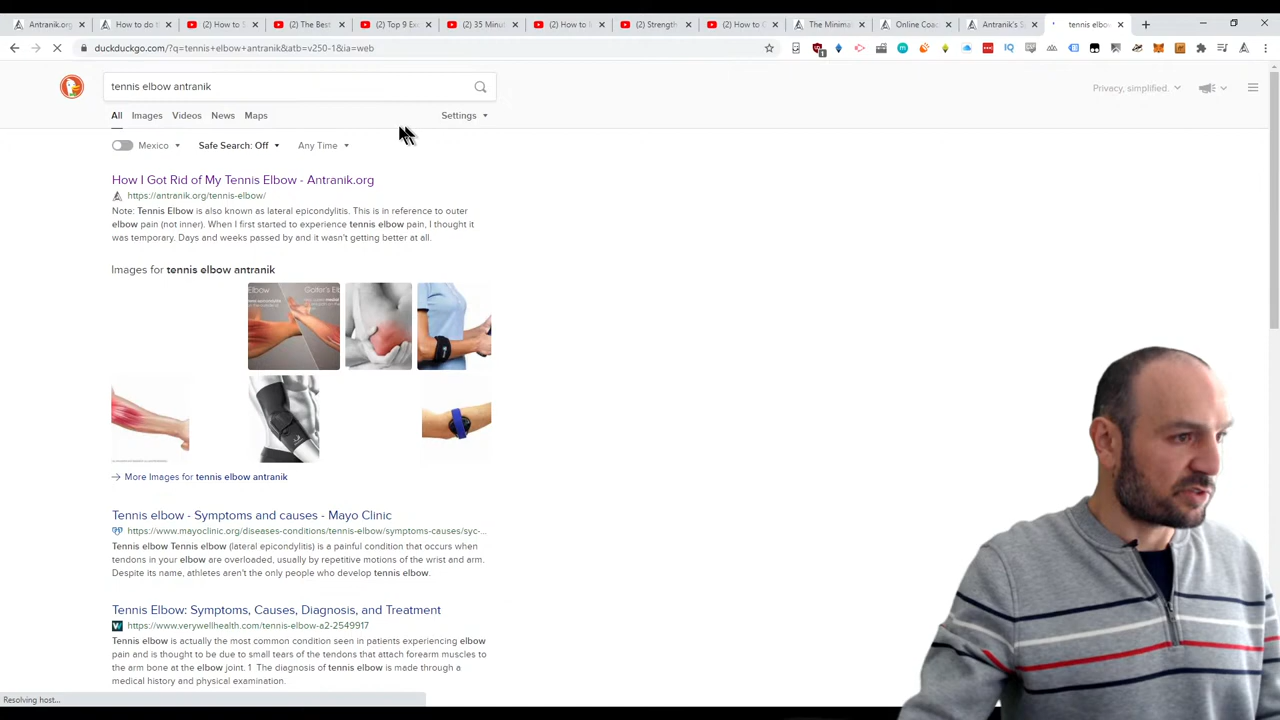 Antranik.org
How to do t
(2) How to S
(2) The Best
(2) Top 9 Ex
(2) 35 Minut
(2) How to I
(2) Strength
(2) How to G
The Minima
Online Coac
Antranik's S
tennis elbo
duckduckgo.com/?q=tennis+elbow+antranik&atb=v250-1&ia=web
tennis elbow antranik
Privacy, simplified.
All Images Videos News Maps Settings
Mexico Safe Search: Off Any Time
How I Got Rid of My Tennis Elbow - Antranik.org
https://antranik.org/tennis-elbow/
Note: Tennis Elbow is also known as lateral epicondylitis. This is in reference to outer
elbow pain (not inner). When I first started to experience tennis elbow pain, I thought it
was temporary. Days and weeks passed by and it wasn't getting better at all.
Images for tennis elbow antranik
Elbow Golfer's El
More Images for tennis elbow antranik
Tennis elbow - Symptoms and causes - Mayo Clinic
https://www.mayoclinic.org/diseases-conditions/tennis-elbow/symptoms-causes/syc-...
Tennis elbow Tennis elbow (lateral epicondylitis) is a painful condition that occurs when
tendons in your elbow are overloaded, usually by repetitive motions of the wrist and arm.
Despite its name, athletes aren't the only people who develop tennis elbow.
Tennis Elbow: Symptoms, Causes, Diagnosis, and Treatment
https://www.verywellhealth.com/tennis-elbow-a2-2549917
Tennis elbow is actually the most common condition seen in patients experiencing elbow
pain and is thought to be due to small tears of the tendons that attach forearm muscles to
the arm bone at the elbow joint. 1 The diagnosis of tennis elbow is made through a
medical history and physical examination.
Resolving host...